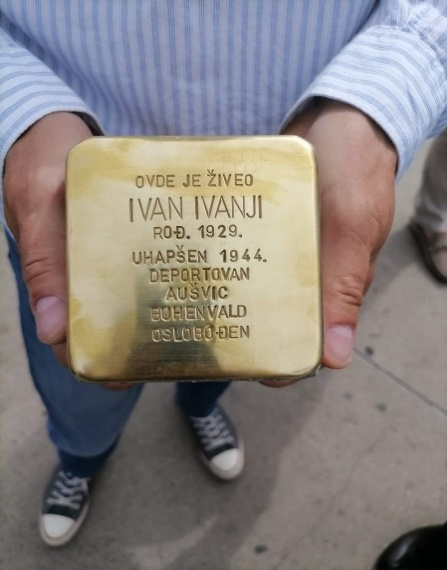 OVDE JE ŽIVEO
IVAN IVANJI
ROĐ. 1929.
UHAPŠEN 1944.
DEPORTOVAN
AUŠVIC
BUHENVALD
OSLOBOĐEN